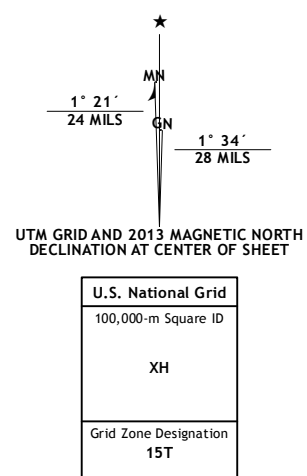 ★
MN
1° 21´
24 MILS
GN
1° 34´
28 MILS
UTM GRID AND 2013 MAGNETIC NORTH
DECLINATION AT CENTER OF SHEET
U.S. National Grid
100,000-m Square ID
XH
Grid Zone Designation
15T